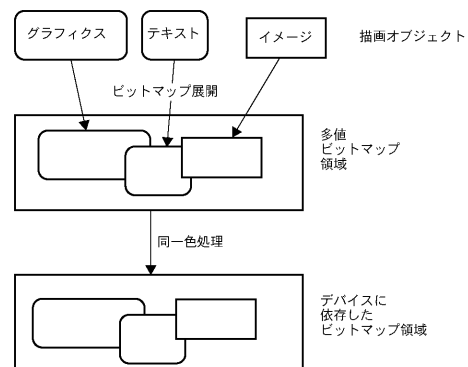 グラフィクス
テキスト
イメージ
描画オブジェクト
ビットマップ展開
多値
ビットマップ
領域
同一色処理
デバイスに
依存した
ビットマップ領域